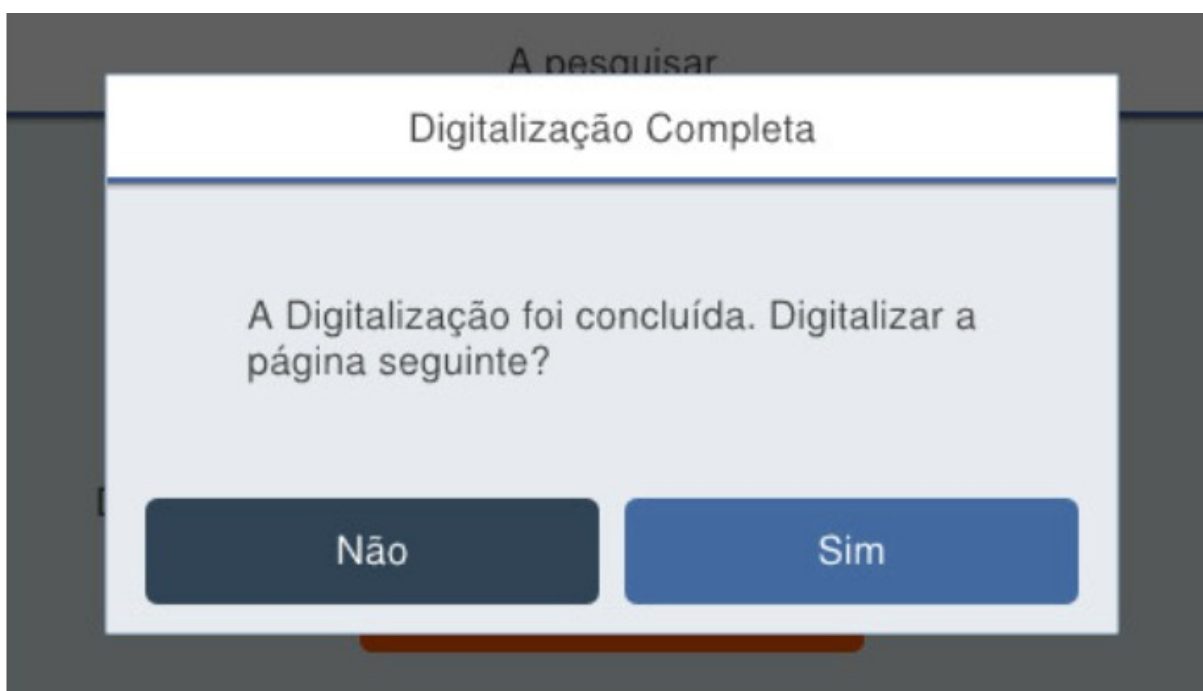 A pesquisar
Digitalização Completa
A Digitalização foi concluída. Digitalizar a
página seguinte?
Não
Sim